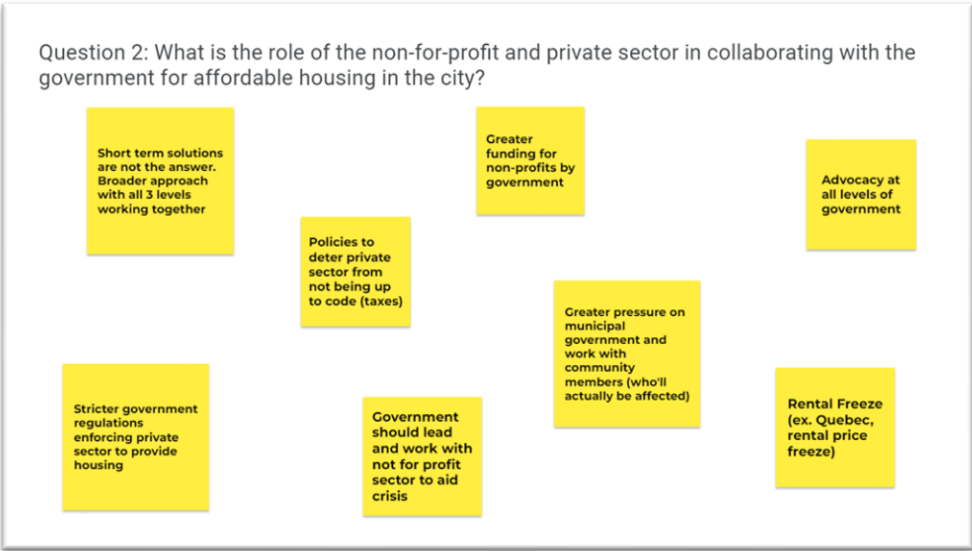 Question 2: What is the role of the non-for-profit and private sector in collaborating with the
government for affordable housing in the city?
Short term solutions
are not the answer.
Broader approach
with all 3 levels
working together
Greater
funding for
non-profits by
government
Advocacy at
all levels of
government
Policies to
deter private
sector from
not being up
to code (taxes)
Greater pressure on
municipal
government and
work with
community
members (who'll
actually be affected)
Stricter government
regulations
enforcing private
sector to provide
housing
Government
should lead
and work with
not for profit
sector to aid
crisis
Rental Freeze
(ex. Quebec,
rental price
freeze)